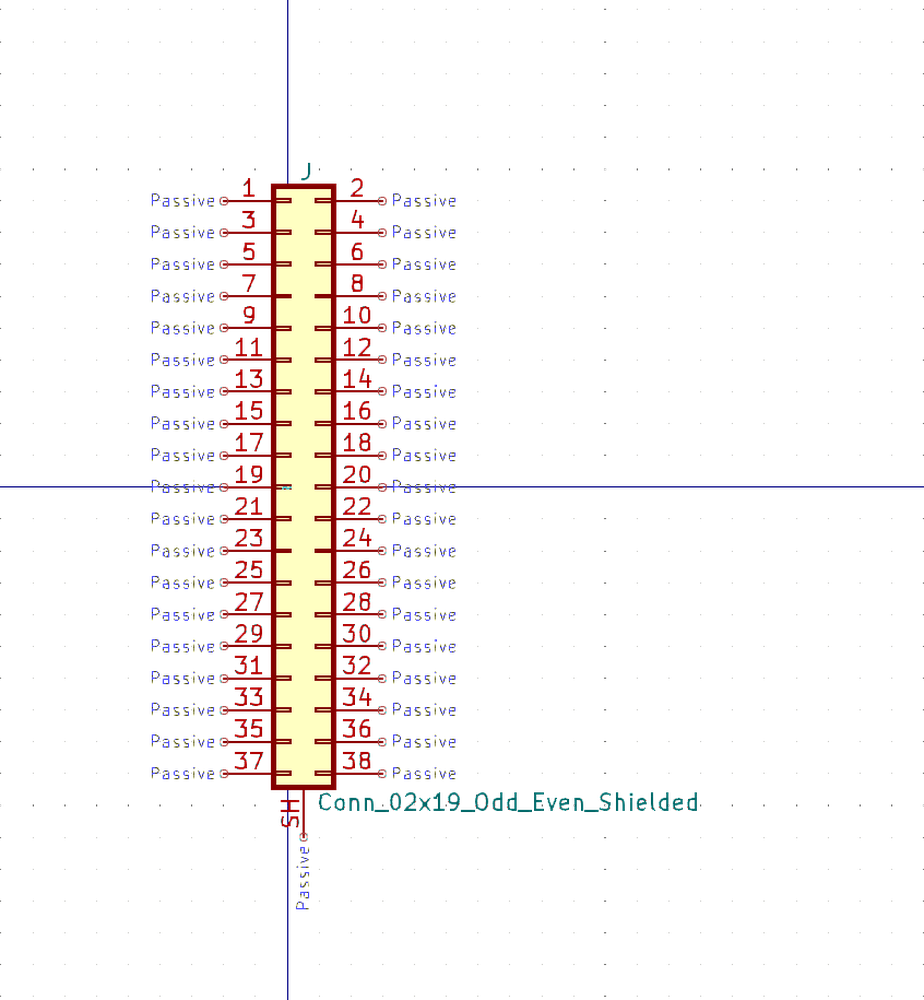 J
Passive 1 2 Passive
Passive 3 4 Passive
Passive 5 6 Passive
Passive 7 8 Passive
Passive 9 10 Passive
Passive 11 12 Passive
Passive 13 14 Passive
Passive 15 16 Passive
Passive 17 18 Passive
Passive 19 20 Passive
Passive 21 22 Passive
Passive 23 24 Passive
Passive 25 26 Passive
Passive 27 28 Passive
Passive 29 30 Passive
Passive 31 32 Passive
Passive 33 34 Passive
Passive 35 36 Passive
Passive 37 38 Passive
SH Conn_02x19_Odd_Even_Shielded
Passive